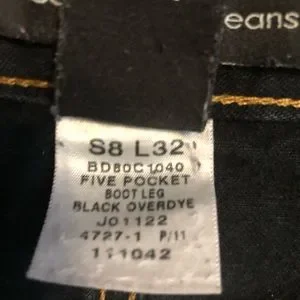 eans
S8 L32"
BD80C1040
FIVE POCKET
BOOT LEG
BLACK OVERDYE
J01122
4727-1 P/11
111042